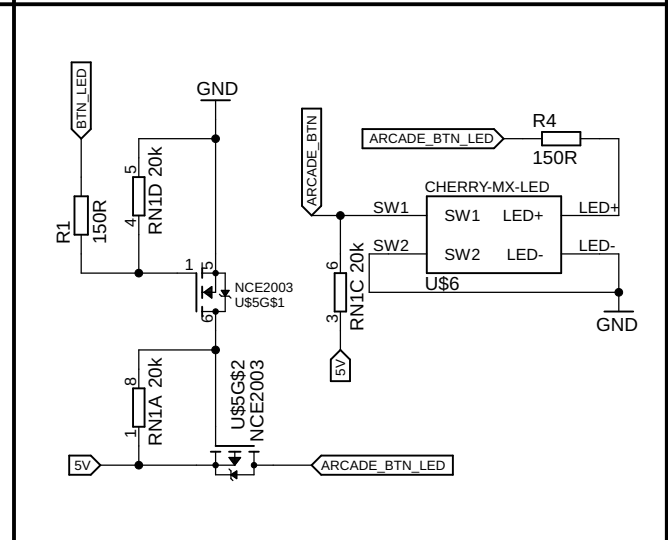 BTN_LED
GND
R1
150R
5
4
RN1D 20k
1
5
6
NCE2003
U$5G$1
8
1
RN1A 20k
U$5G$2
NCE2003
5V
ARCADE_BTN_LED
ARCADE_BTN
ARCADE_BTN_LED
R4
150R
CHERRY-MX-LED
SW1
SW1
LED+
LED+
SW2
SW2
LED-
LED-
U$6
6
3
RN1C 20k
5V
GND